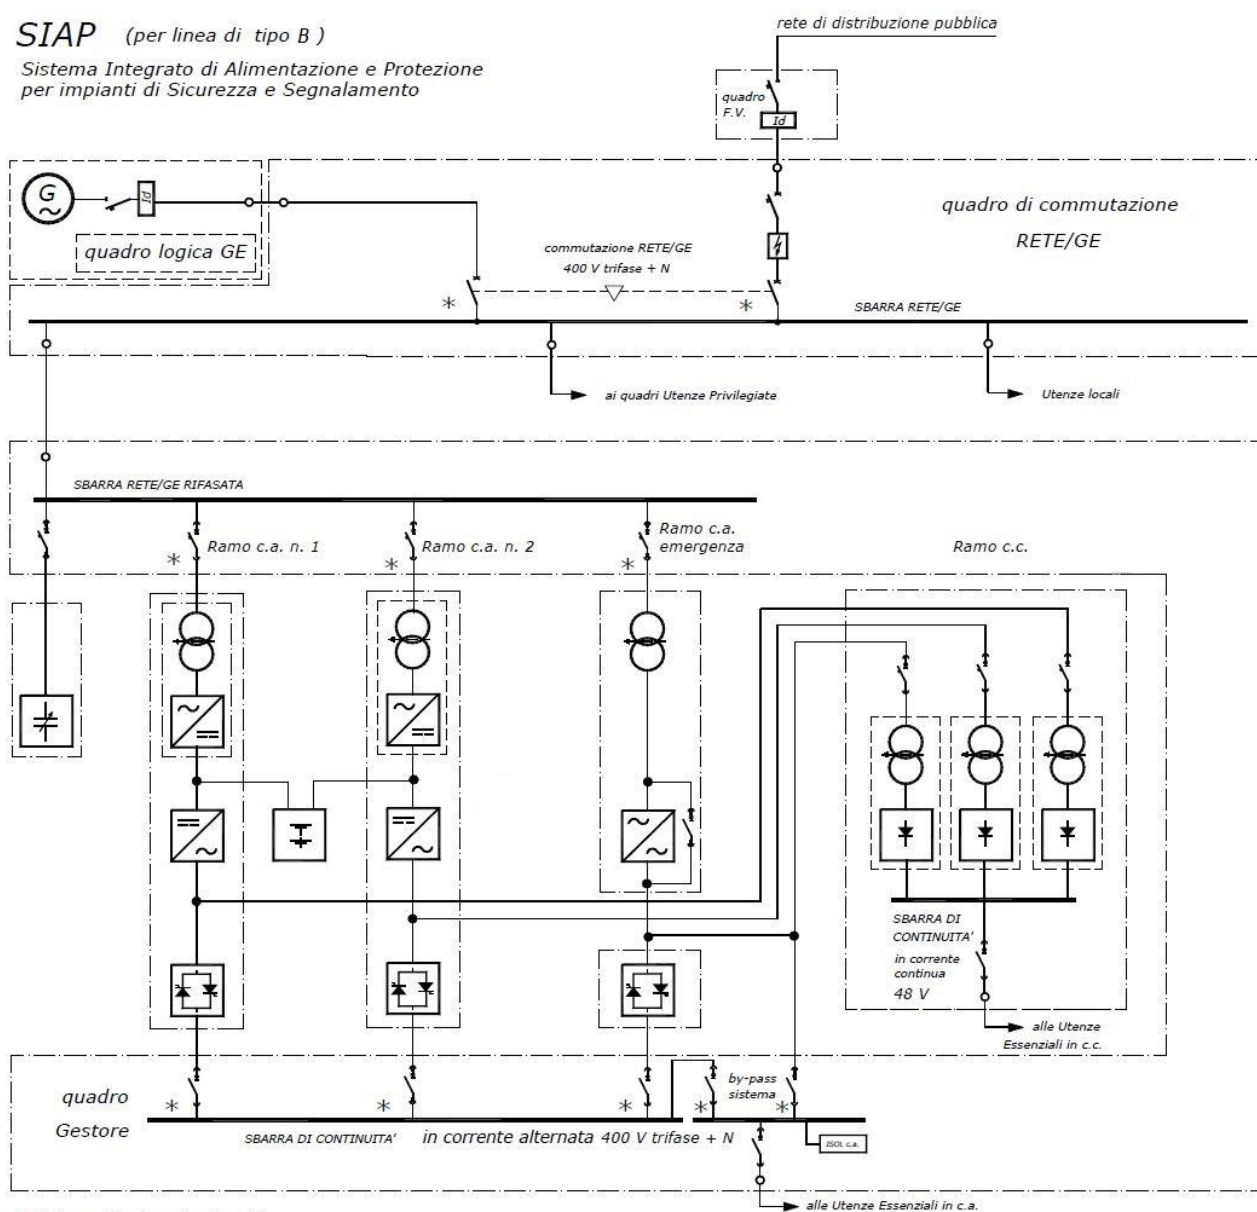 SIAP (per linea di tipo B )
Sistema Integrato di Alimentazione e Protezione
per impianti di Sicurezza e Segnalamento
rete di distribuzione pubblica
quadro
F.V.
Id
G
Id
quadro logica GE
quadro di commutazione
RETE/GE
commutazione RETE/GE
400 V trifase + N
*
*
SBARRA RETE/GE
ai quadri Utenze Privilegiate
Utenze locali
SBARRA RETE/GE RIFASATA
Ramo c.a. n. 1
*
Ramo c.a. n. 2
*
Ramo c.a.
emergenza
*
Ramo c.c.
SBARRA DI
CONTINUITA'
in corrente
continua
48 V
alle Utenze
Essenziali in c.c.
quadro
Gestore
*
*
*
*
by-pass
sistema
*
SBARRA DI CONTINUITA' in corrente alternata 400 V trifase + N
ISOL c.a.
alle Utenze Essenziali in c.a.